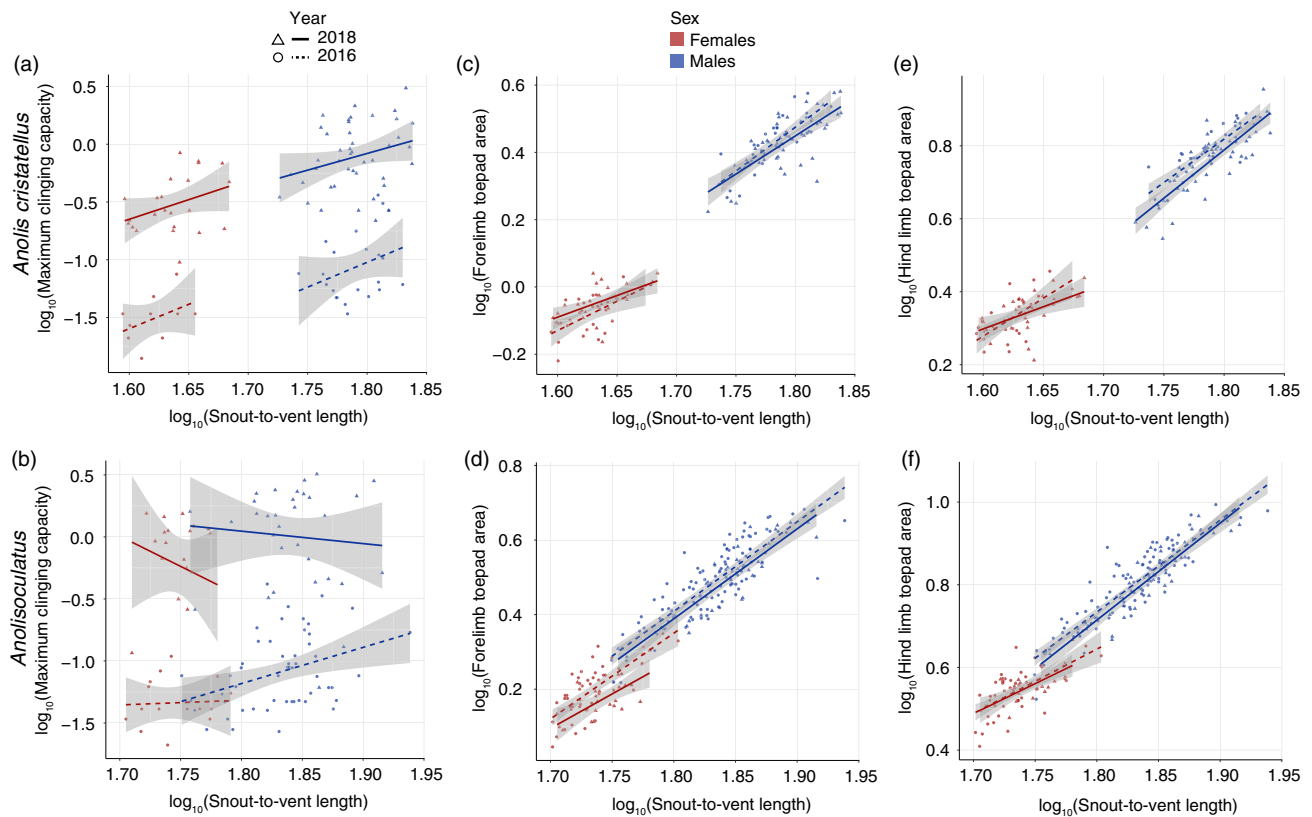 Year
2018
2016
Sex
Females
Males
(a)
Anolis cristatellus
log10(Maximum clinging capacity)
0.5
0.0
−0.5
−1.0
−1.5
1.60 1.65 1.70 1.75 1.80 1.85
log10(Snout-to-vent length)
(c)
log10(Forelimb toepad area)
0.6
0.4
0.2
0.0
−0.2
1.60 1.65 1.70 1.75 1.80 1.85
log10(Snout-to-vent length)
(e)
log10(Hind limb toepad area)
1.0
0.8
0.6
0.4
0.2
1.60 1.65 1.70 1.75 1.80 1.85
log10(Snout-to-vent length)
(b)
Anolisoculatus
log10(Maximum clinging capacity)
0.5
0.0
−0.5
−1.0
−1.5
1.70 1.75 1.80 1.85 1.90 1.95
log10(Snout-to-vent length)
(d)
log10(Forelimb toepad area)
0.8
0.6
0.4
0.2
0.0
1.70 1.75 1.80 1.85 1.90 1.95
log10(Snout-to-vent length)
(f)
log10(Hind limb toepad area)
1.0
0.8
0.6
0.4
1.70 1.75 1.80 1.85 1.90 1.95
log10(Snout-to-vent length)